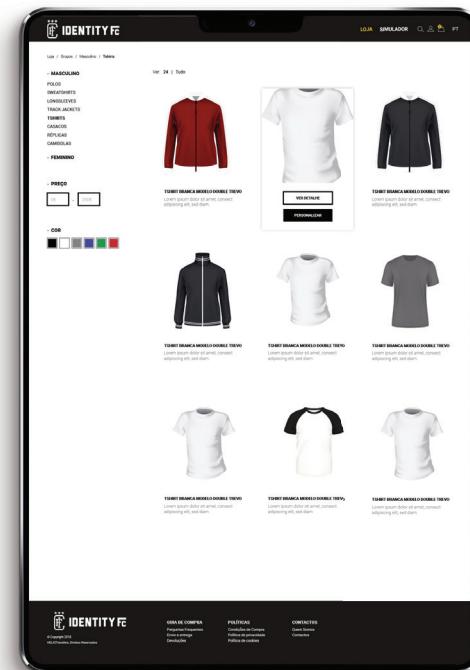 IDENTITY FE
LOJA SIMULADOR PT
Loja / Grupos / Masculino / Tshirts
- MASCULINO
POLOS
SWEATSHIRTS
LONGSLEEVES
TRACK JACKETS
TSHIRTS
CASACOS
RÉPLICAS
CAMISOLAS
- FEMININO
- PREÇO
- COR
Ver 24 | Tudo
TSHIRT BRANCA MODELO DOUBLE TREVO
Lorem ipsum dolor sit amet, consect
adipiscing elit, sed diam
VER DETALHE
PERSONALIZAR
TSHIRT BRANCA MODELO DOUBLE TREVO
Lorem ipsum dolor sit amet, consect
adipiscing elit, sed diam
TSHIRT BRANCA MODELO DOUBLE TREVO
Lorem ipsum dolor sit amet, consect
adipiscing elit, sed diam
TSHIRT BRANCA MODELO DOUBLE TREVO
Lorem ipsum dolor sit amet, consect
adipiscing elit, sed diam
TSHIRT BRANCA MODELO DOUBLE TREVO
Lorem ipsum dolor sit amet, consect
adipiscing elit, sed diam
TSHIRT BRANCA MODELO DOUBLE TREVO
Lorem ipsum dolor sit amet, consect
adipiscing elit, sed diam
TSHIRT BRANCA MODELO DOUBLE TREVO
Lorem ipsum dolor sit amet, consect
adipiscing elit, sed diam
TSHIRT BRANCA MODELO DOUBLE TREVO
Lorem ipsum dolor sit amet, consect
adipiscing elit, sed diam
IDENTITY FE
© Copyright 2018
Direitos Reservados
GUIA DE COMPRA
Perguntas Frequentes
Envio e entrega
Devoluções
POLÍTICAS
Condições de Compra
Política de privacidade
Política de cookies
CONTACTOS
Quem Somos
Contactos